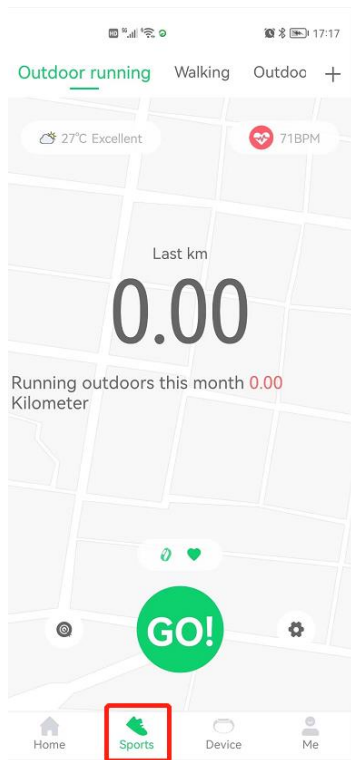 17:17
Outdoor running Walking Outdoo +
27°C Excellent 71BPM
Last km
0.00
Running outdoors this month 0.00
Kilometer
GO!
Home Sports Device Me